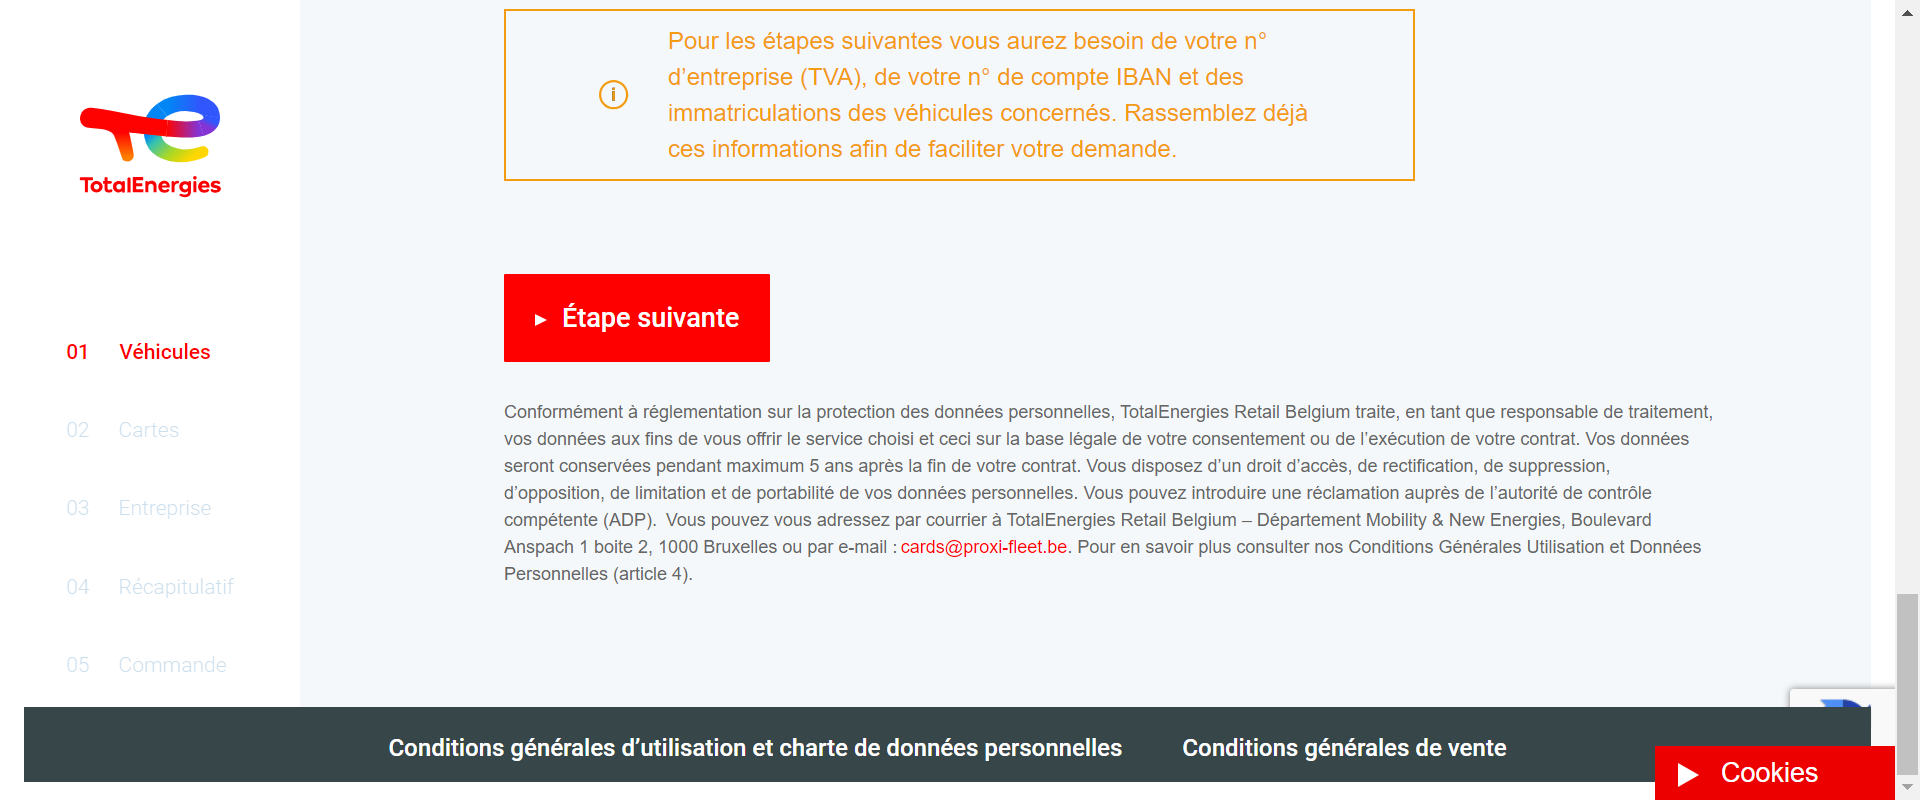 Pour les étapes suivantes vous aurez besoin de votre n°
d’entreprise (TVA), de votre n° de compte IBAN et des
immatriculations des véhicules concernés. Rassemblez déjà
ces informations afin de faciliter votre demande.
TotalEnergies
► Étape suivante
01 Véhicules
02 Cartes
03 Entreprise
04 Récapitulatif
05 Commande
Conformément à réglementation sur la protection des données personnelles, TotalEnergies Retail Belgium traite, en tant que responsable de traitement,
vos données aux fins de vous offrir le service choisi et ceci sur la base légale de votre consentement ou de l’exécution de votre contrat. Vos données
seront conservées pendant maximum 5 ans après la fin de votre contrat. Vous disposez d’un droit d’accès, de rectification, de suppression,
d’opposition, de limitation et de portabilité de vos données personnelles. Vous pouvez introduire une réclamation auprès de l’autorité de contrôle
compétente (ADP).  Vous pouvez vous adressez par courrier à TotalEnergies Retail Belgium – Département Mobility & New Energies, Boulevard
Anspach 1 boite 2, 1000 Bruxelles ou par e-mail : cards@proxi-fleet.be. Pour en savoir plus consulter nos Conditions Générales Utilisation et Données
Personnelles (article 4).
Conditions générales d’utilisation et charte de données personnelles
Conditions générales de vente
Cookies